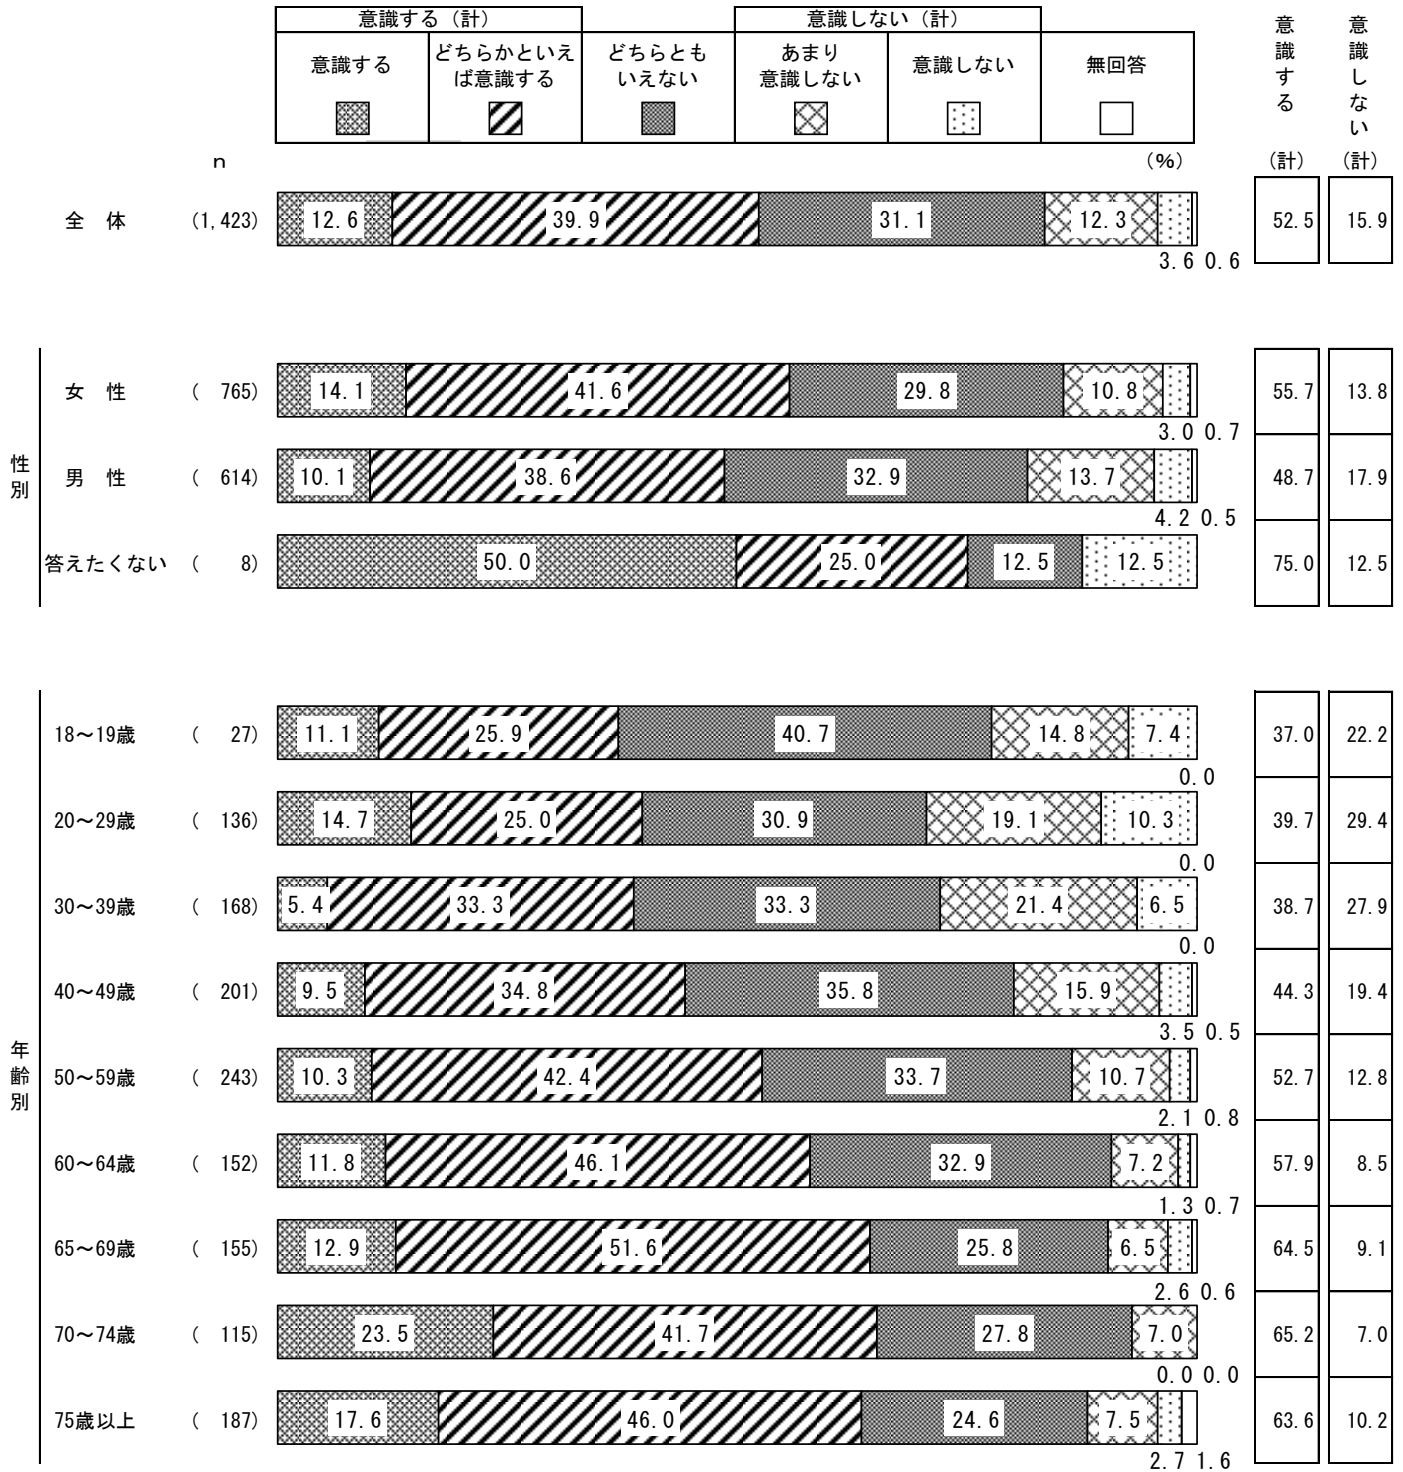 意識する（計） 意識しない（計）
意識する どちらかといえば意識する どちらともいえない あまり意識しない 意識しない 無回答
意識する（計） 意識しない（計）
n (%)
全 体 (1,423) 12.6 39.9 31.1 12.3 3.6 0.6 52.5 15.9
性別
女 性 ( 765) 14.1 41.6 29.8 10.8 3.0 0.7 55.7 13.8
男 性 ( 614) 10.1 38.6 32.9 13.7 4.2 0.5 48.7 17.9
答えたくない ( 8) 50.0 25.0 12.5 12.5 75.0 12.5
年齢別
18～19歳 ( 27) 11.1 25.9 40.7 14.8 7.4 0.0 37.0 22.2
20～29歳 ( 136) 14.7 25.0 30.9 19.1 10.3 0.0 39.7 29.4
30～39歳 ( 168) 5.4 33.3 33.3 21.4 6.5 0.0 38.7 27.9
40～49歳 ( 201) 9.5 34.8 35.8 15.9 3.5 0.5 44.3 19.4
50～59歳 ( 243) 10.3 42.4 33.7 10.7 2.1 0.8 52.7 12.8
60～64歳 ( 152) 11.8 46.1 32.9 7.2 1.3 0.7 57.9 8.5
65～69歳 ( 155) 12.9 51.6 25.8 6.5 2.6 0.6 64.5 9.1
70～74歳 ( 115) 23.5 41.7 27.8 7.0 0.0 0.0 65.2 7.0
75歳以上 ( 187) 17.6 46.0 24.6 7.5 2.7 1.6 63.6 10.2